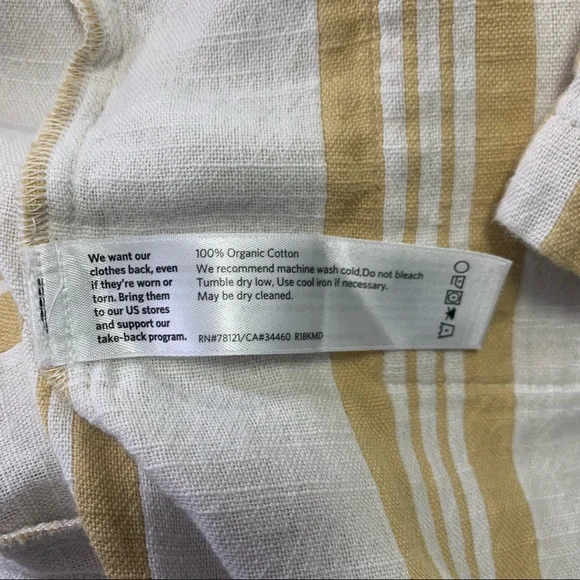 We want our
clothes back, even
if they're worn or
torn. Bring them
to our US stores
and support our
take-back program.
100% Organic Cotton
We recommend machine wash cold,Do not bleach
Tumble dry low, Use cool iron if necessary.
May be dry cleaned.
RN#78121/CA#34460 R18KMD